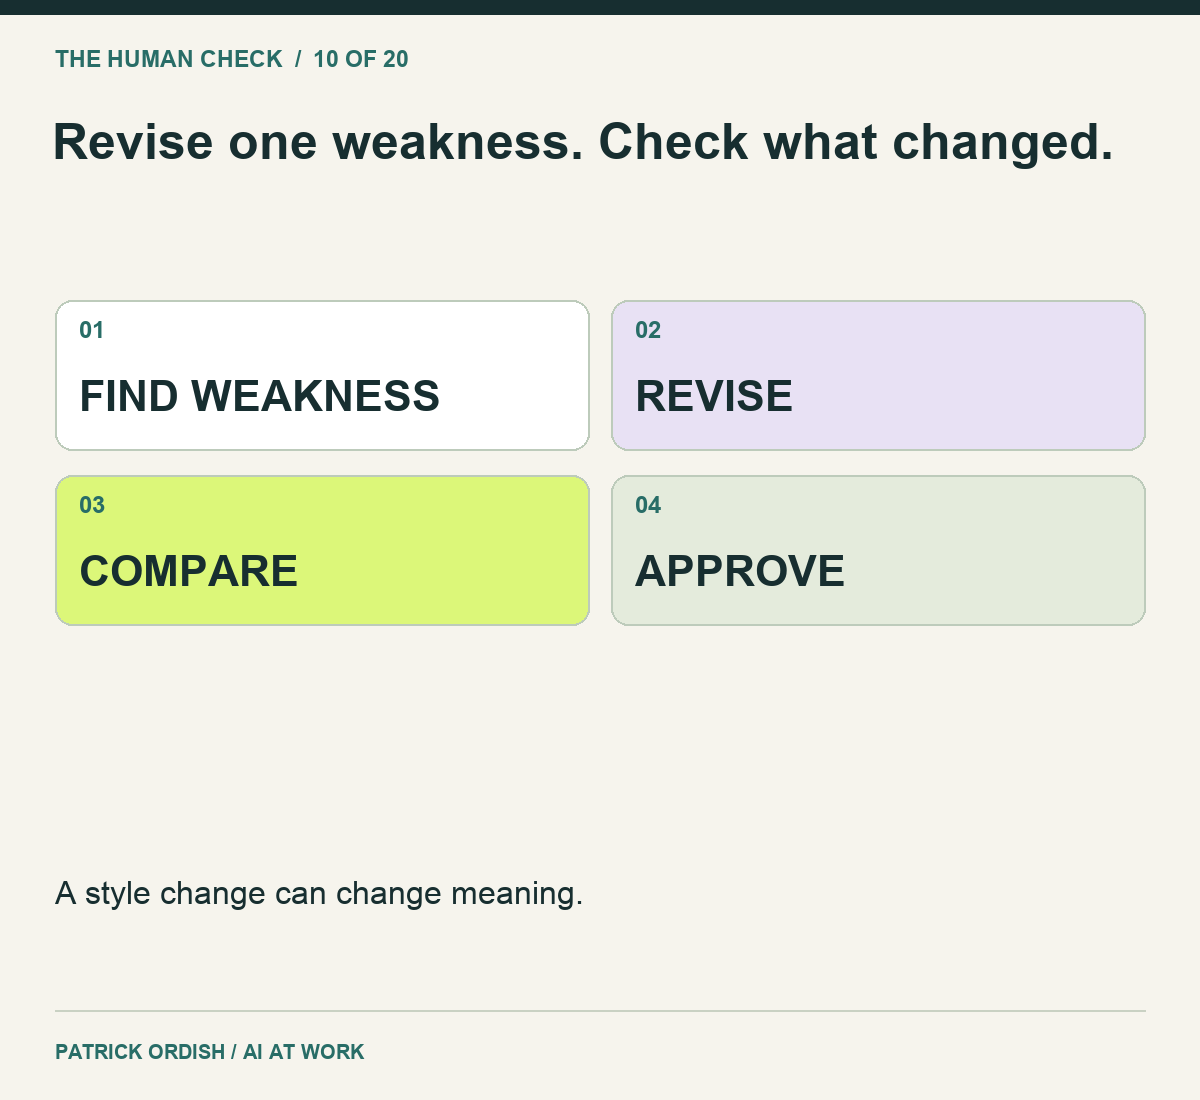 THE HUMAN CHECK / 10 OF 20
Revise one weakness. Check what changed.
01
FIND WEAKNESS
02
REVISE
03
COMPARE
04
APPROVE
A style change can change meaning.
PATRICK ORDISH / AI AT WORK